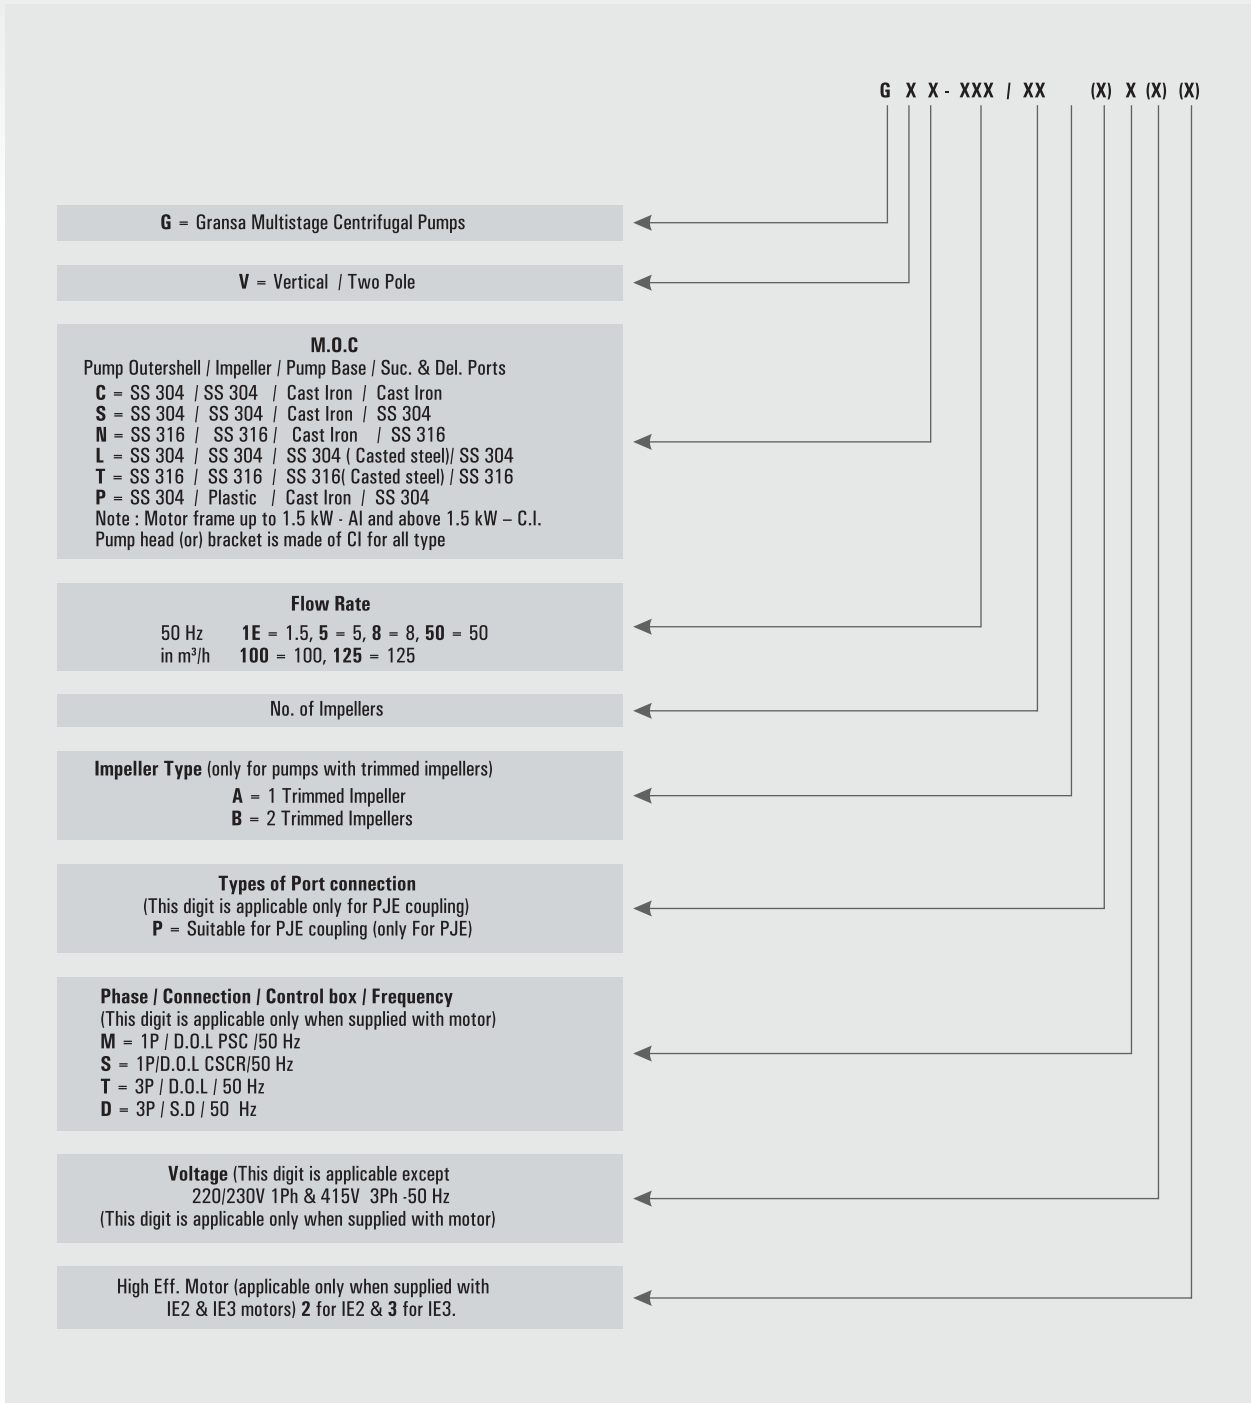 G X X - XXX / XX (X) X (X) (X)
G = Gransa Multistage Centrifugal Pumps
V = Vertical / Two Pole
M.O.C
Pump Outershell / Impeller / Pump Base / Suc. & Del. Ports
C = SS 304 / SS 304 / Cast Iron / Cast Iron
S = SS 304 / SS 304 / Cast Iron / SS 304
N = SS 316 / SS 316 / Cast Iron / SS 316
L = SS 304 / SS 304 / SS 304 ( Casted steel)/ SS 304
T = SS 316 / SS 316 / SS 316( Casted steel) / SS 316
P = SS 304 / Plastic / Cast Iron / SS 304
Note : Motor frame up to 1.5 kW - Al and above 1.5 kW – C.I.
Pump head (or) bracket is made of CI for all type
Flow Rate
50 Hz 1E = 1.5, 5 = 5, 8 = 8, 50 = 50
in m³/h 100 = 100, 125 = 125
No. of Impellers
Impeller Type (only for pumps with trimmed impellers)
A = 1 Trimmed Impeller
B = 2 Trimmed Impellers
Types of Port connection
(This digit is applicable only for PJE coupling)
P = Suitable for PJE coupling (only For PJE)
Phase / Connection / Control box / Frequency
(This digit is applicable only when supplied with motor)
M = 1P / D.O.L PSC /50 Hz
S = 1P/D.O.L CSCR/50 Hz
T = 3P / D.O.L / 50 Hz
D = 3P / S.D / 50 Hz
Voltage (This digit is applicable except
220/230V 1Ph & 415V 3Ph -50 Hz
(This digit is applicable only when supplied with motor)
High Eff. Motor (applicable only when supplied with
IE2 & IE3 motors) 2 for IE2 & 3 for IE3.